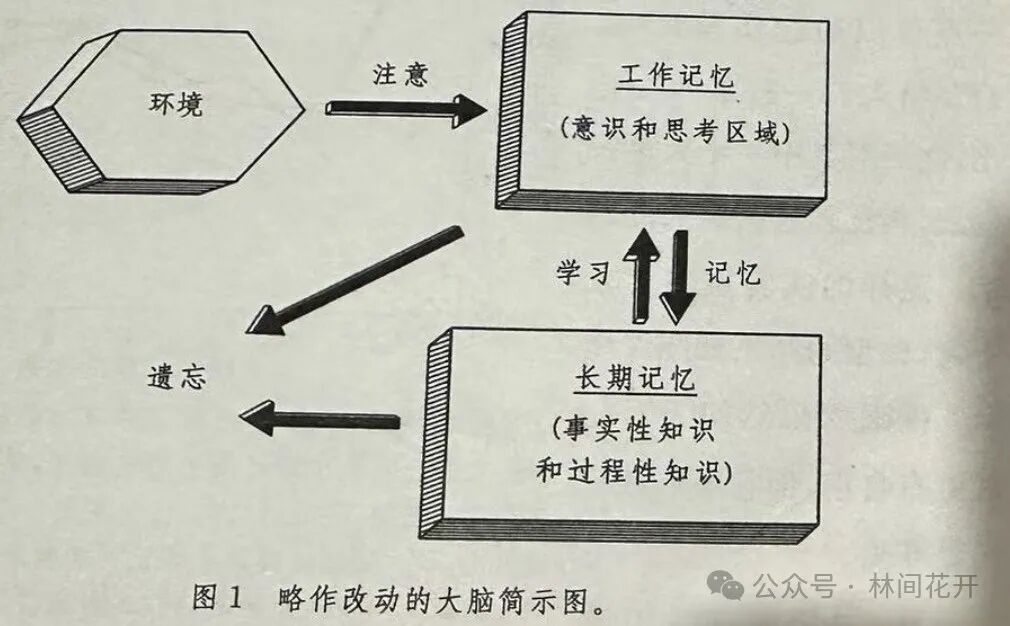 环境
注意
工作记忆
(意识和思考区域)
学习
记忆
遗忘
长期记忆
(事实性知识
和过程性知识)
图1 略作改动的大脑简示图。
公众号·林间花开